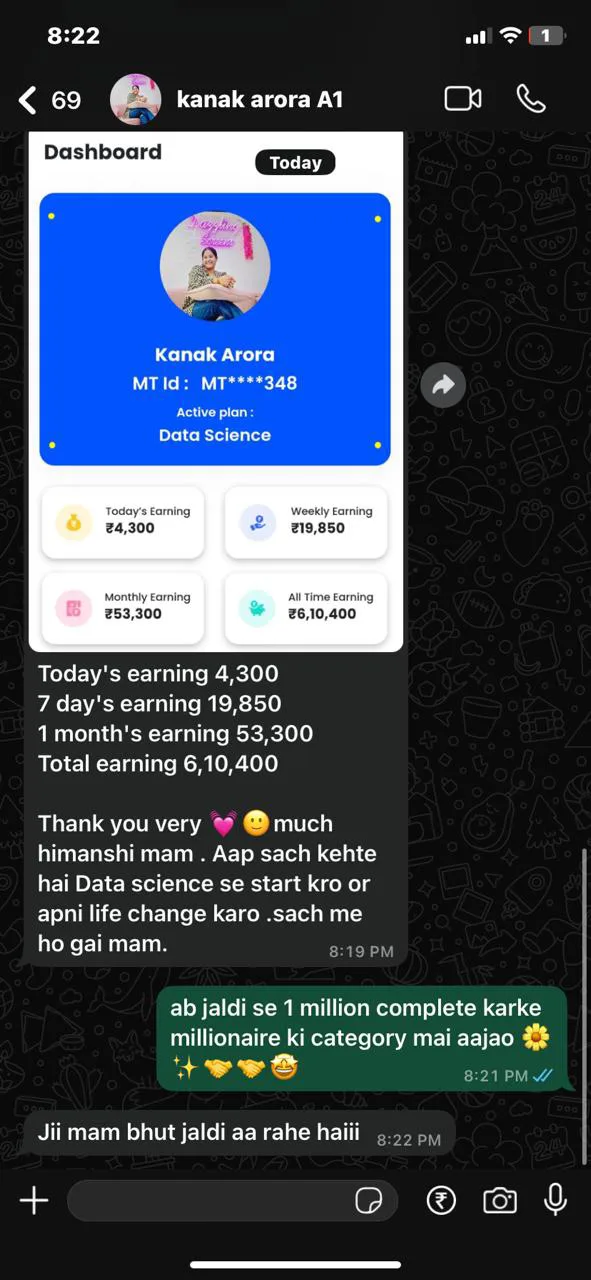 8:22
1
69
kanak arora A1
Dashboard
Today
Kanak Arora
MT Id : MT****348
Active plan :
Data Science
Today's Earning
₹4,300
Weekly Earning
₹19,850
Monthly Earning
₹53,300
All Time Earning
₹6,10,400
Today's earning 4,300
7 day's earning 19,850
1 month's earning 53,300
Total earning 6,10,400
Thank you very 💓🙂much
himanshi mam . Aap sach kehte
hai Data science se start kro or
apni life change karo .sach me
ho gai mam.
8:19 PM
ab jaldi se 1 million complete karke
millionaire ki category mai aajao 🌼
✨🤝🤝🤩
8:21 PM
Jii mam bhut jaldi aa rahe haiii
8:22 PM